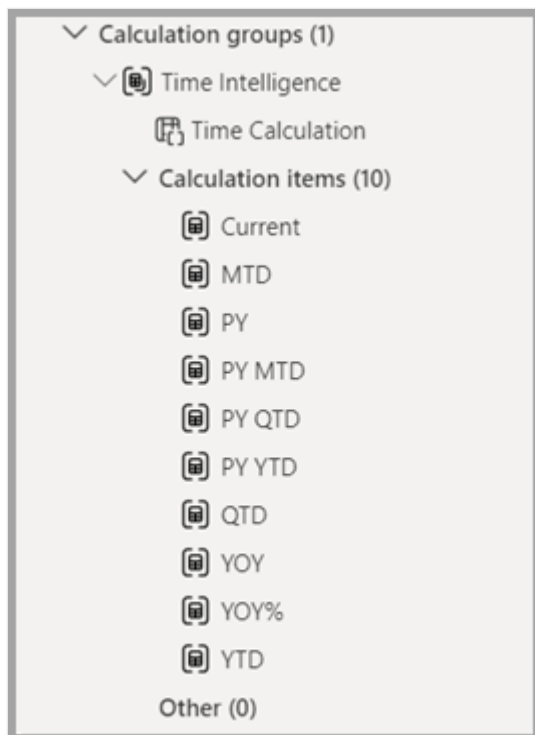 Calculation groups (1)
Time Intelligence
Time Calculation
Calculation items (10)
Current
MTD
PY
PY MTD
PY QTD
PY YTD
QTD
YOY
YOY%
YTD
Other (0)